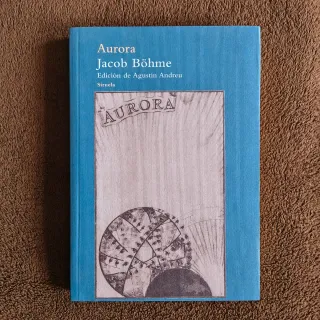 Aurora
Jacob Böhme
Edición de Agustín Andreu
Siruela
AURORA